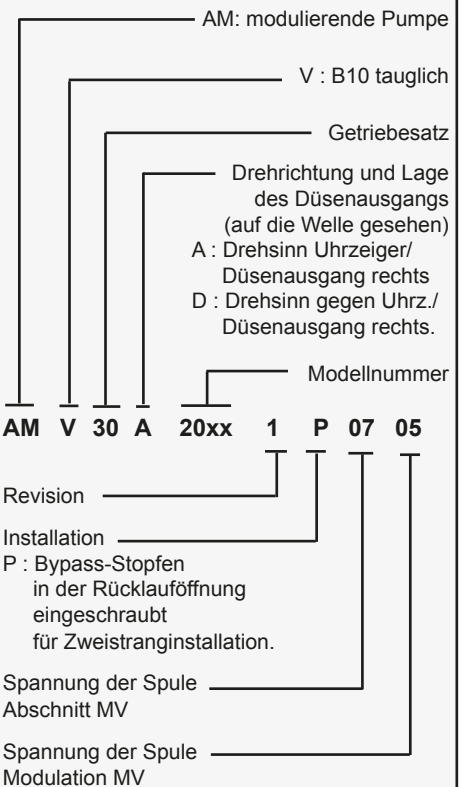 AM: modulierende Pumpe
V : B10 tauglich
Getriebesatz
Drehrichtung und Lage
des Düsenausgangs
(auf die Welle gesehen)
A : Drehsinn Uhrzeiger/
Düsenausgang rechts
D : Drehsinn gegen Uhrz./
Düsenausgang rechts.
Modellnummer
AM V 30 A 20xx 1 P 07 05
Revision
Installation
P : Bypass-Stopfen
in der Rücklauföffnung
eingeschraubt
für Zweistranginstallation.
Spannung der Spule
Abschnitt MV
Spannung der Spule
Modulation MV